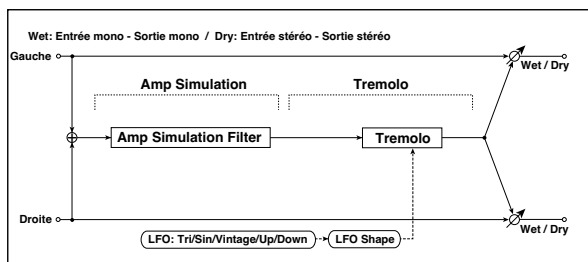 Wet: Entrée mono - Sortie mono / Dry: Entrée stéréo - Sortie stéréo
Gauche
Wet / Dry
Amp Simulation
Tremolo
Amp Simulation Filter
Tremolo
Droite
Wet / Dry
LFO: Tri/Sin/Vintage/Up/Down
LFO Shape